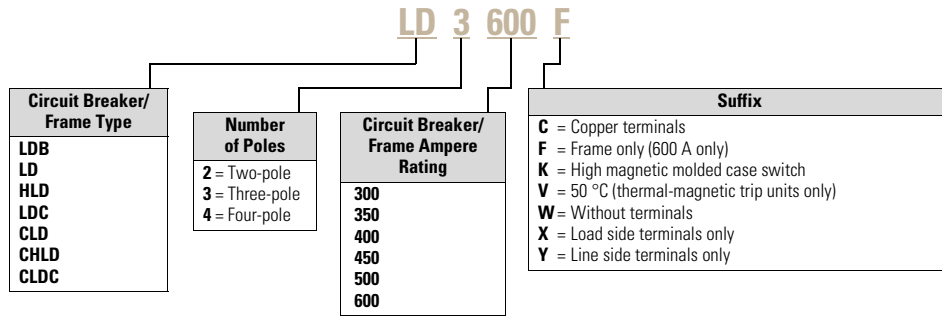 LD 3 600 F
Circuit Breaker/
Frame Type
LDB
LD
HLD
LDC
CLD
CHLD
CLDC
Number
of Poles
2 = Two-pole
3 = Three-pole
4 = Four-pole
Circuit Breaker/
Frame Ampere
Rating
300
350
400
450
500
600
Suffix
C = Copper terminals
F = Frame only (600 A only)
K = High magnetic molded case switch
V = 50 °C (thermal-magnetic trip units only)
W = Without terminals
X = Load side terminals only
Y = Line side terminals only